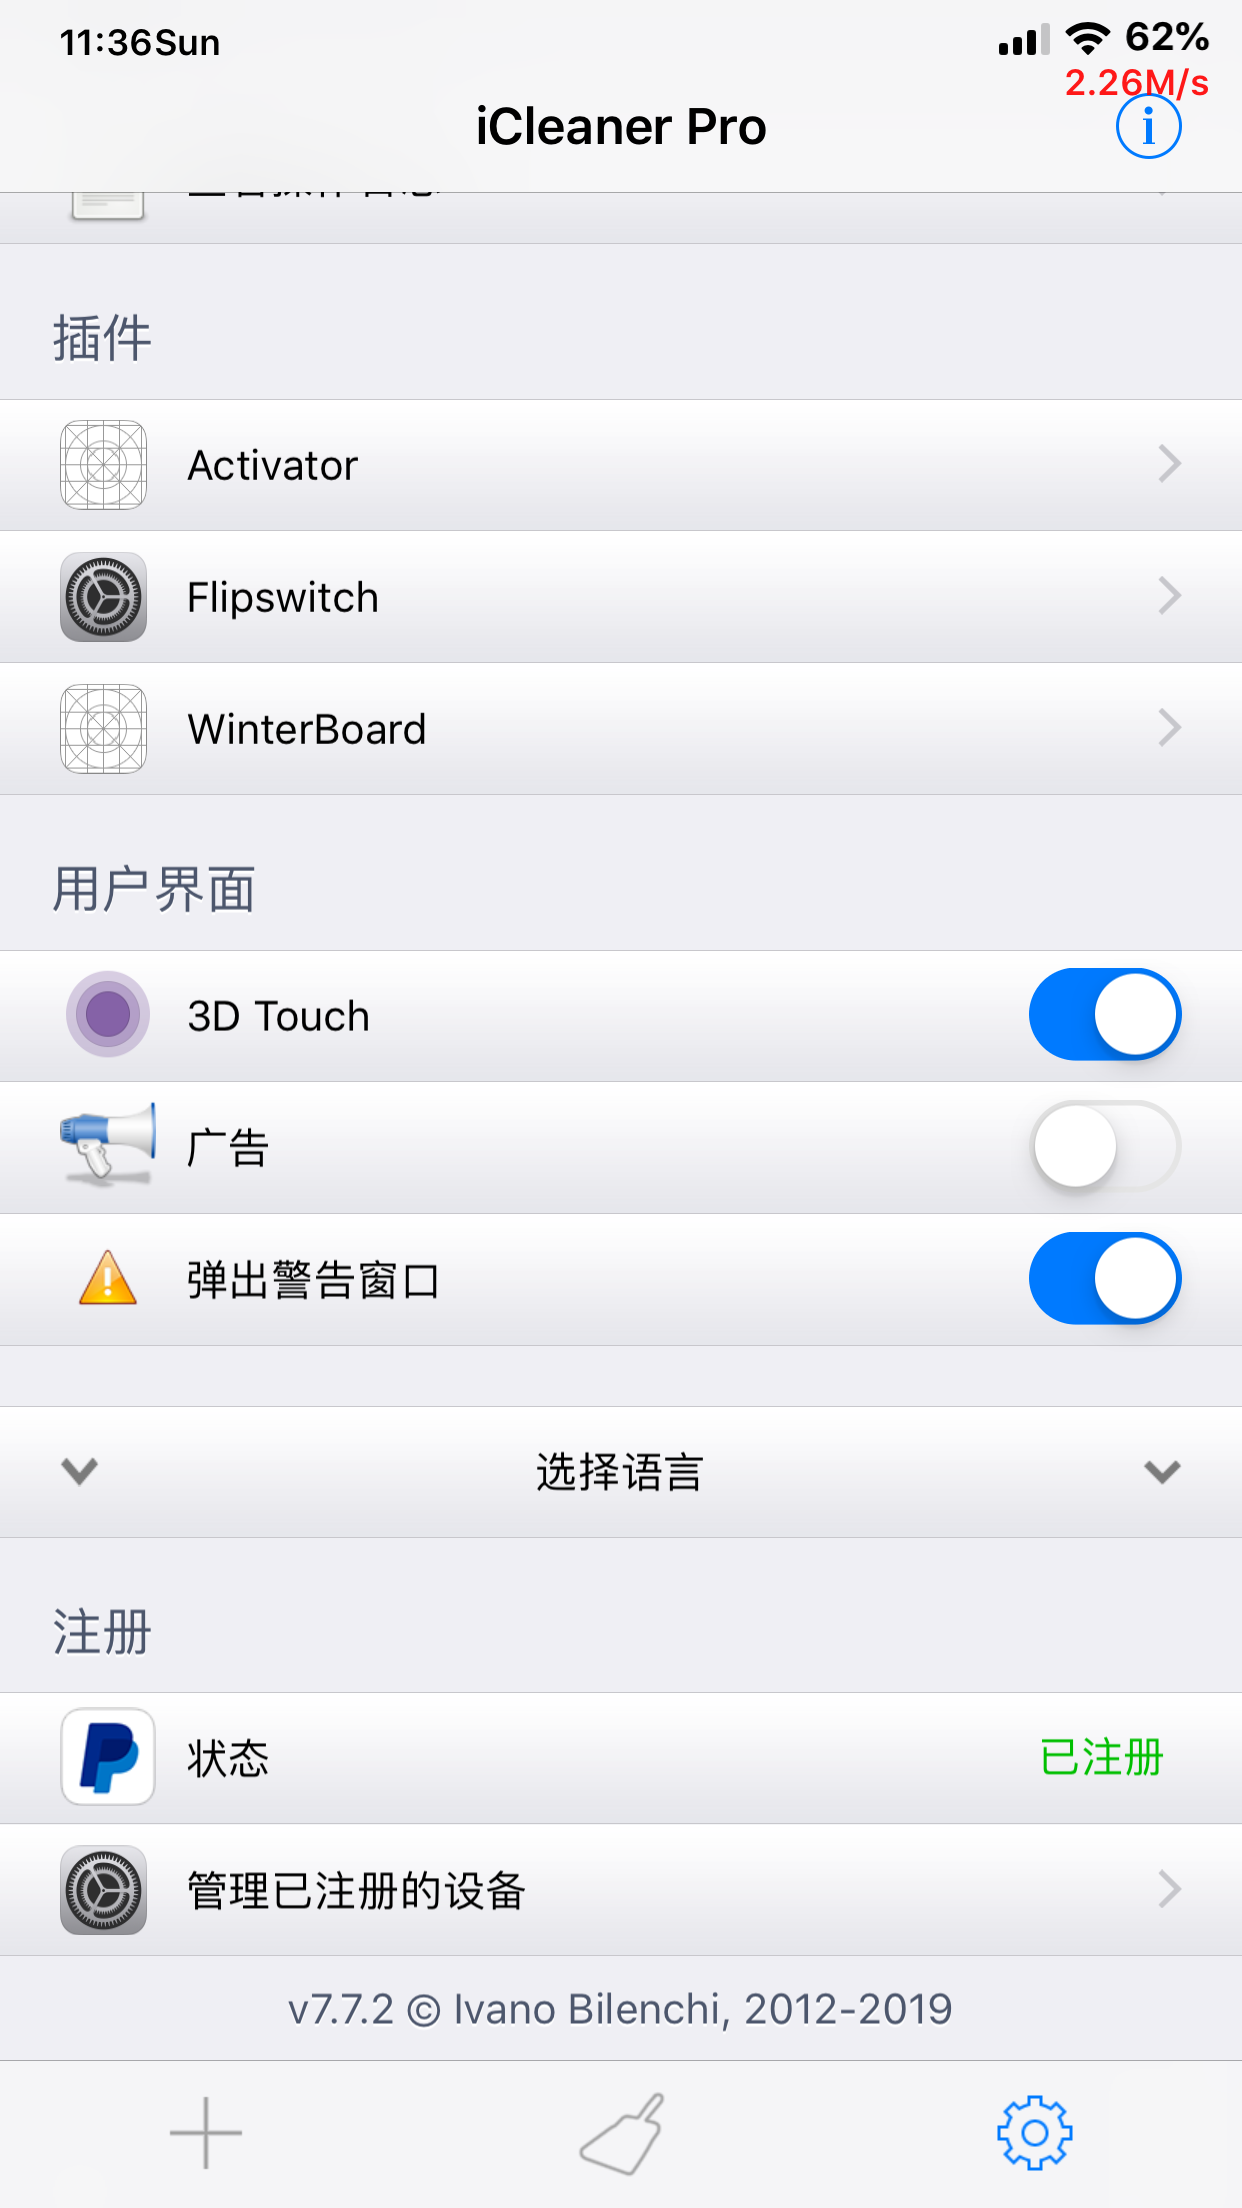 11:36Sun
62%
2.26M/s
iCleaner Pro
插件
Activator
Flipswitch
WinterBoard
用户界面
3D Touch
广告
弹出警告窗口
选择语言
注册
状态
已注册
管理已注册的设备
v7.7.2 © Ivano Bilenchi, 2012-2019